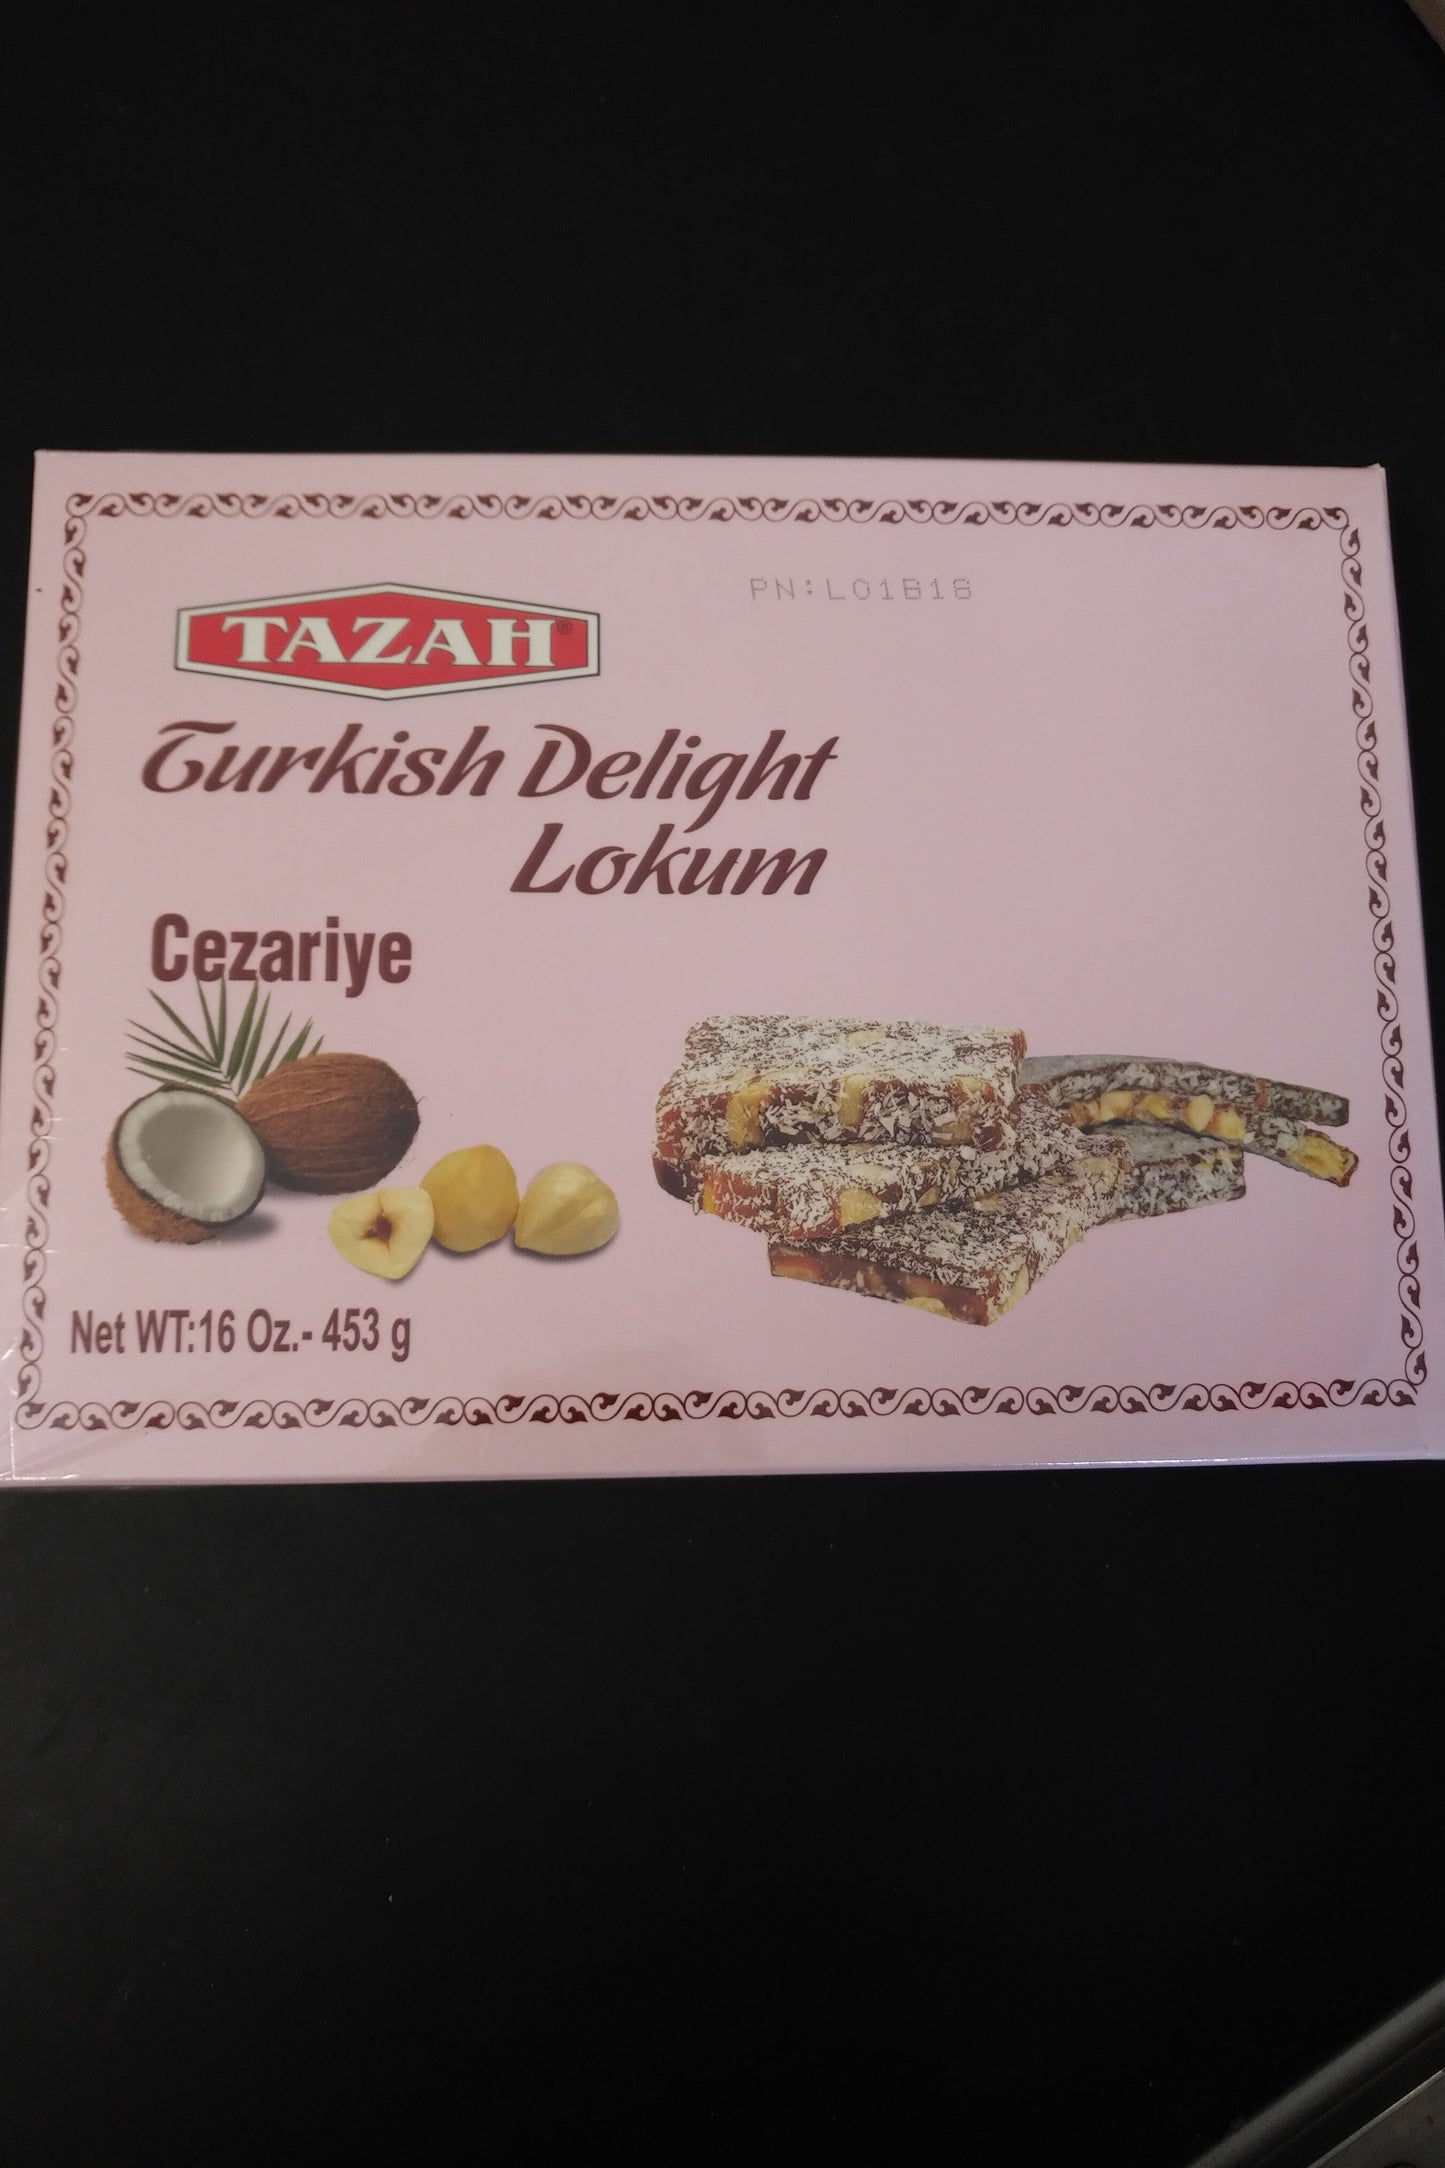 PN:L01B18
TAZAH®
Turkish Delight
Lokum
Cezariye
Net WT:16 Oz.- 453 g